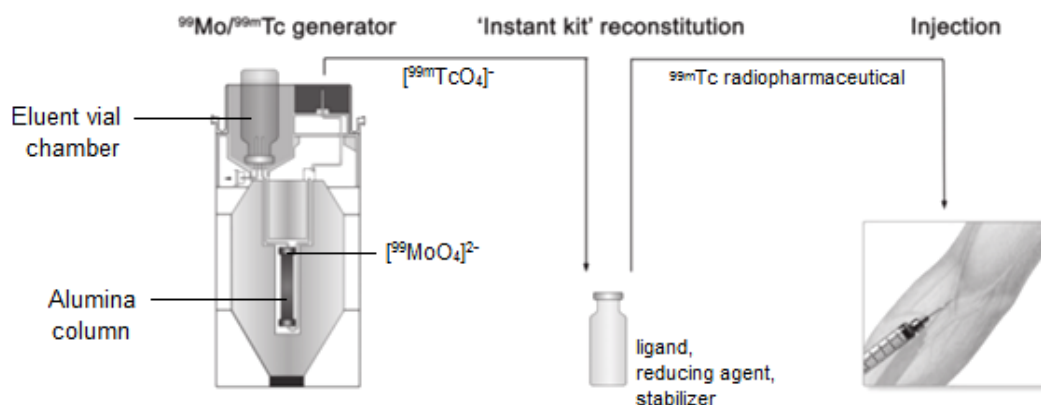 ⁹⁹Mo/⁹⁹ᵐTc generator
'Instant kit' reconstitution
Injection
[⁹⁹ᵐTcO₄]⁻
⁹⁹ᵐTc radiopharmaceutical
Eluent vial
chamber
[⁹⁹MoO₄]²⁻
Alumina
column
ligand,
reducing agent,
stabilizer